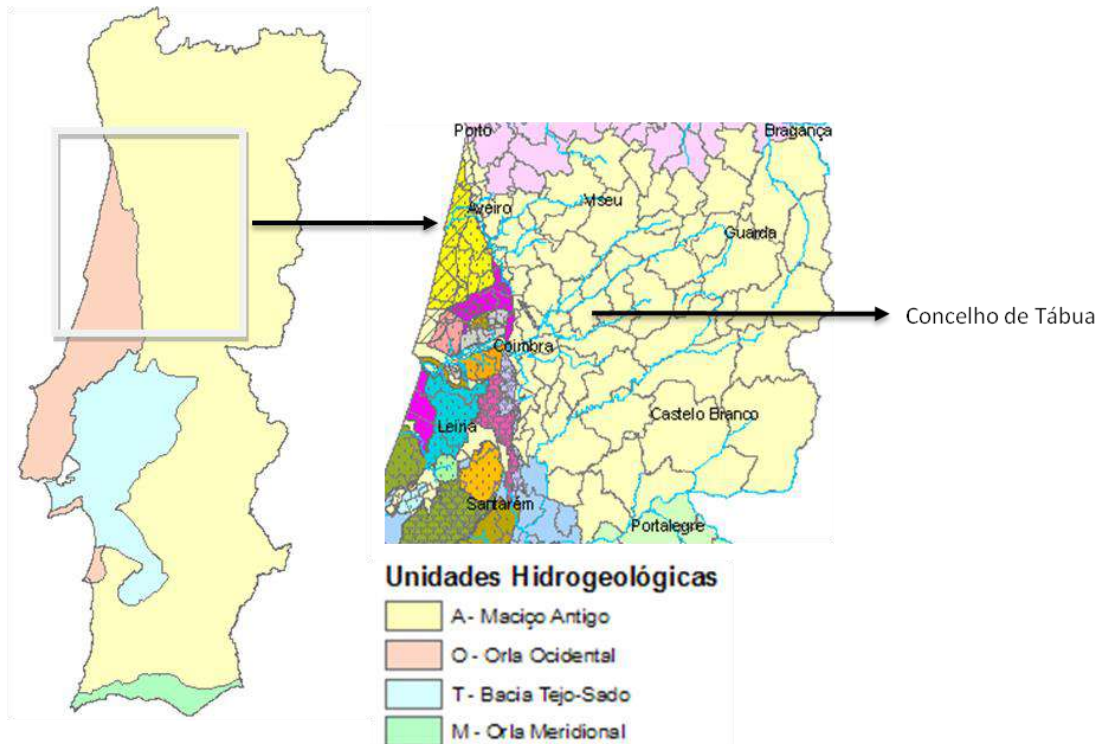 Porto
Bragança
Aveiro
Viseu
Guarda
Concelho de Tábua
Coimbra
Castelo Branco
Leiria
Santarém
Portalegre
Unidades Hidrogeológicas
A - Maciço Antigo
O - Orla Ocidental
T - Bacia Tejo-Sado
M - Orla Meridional